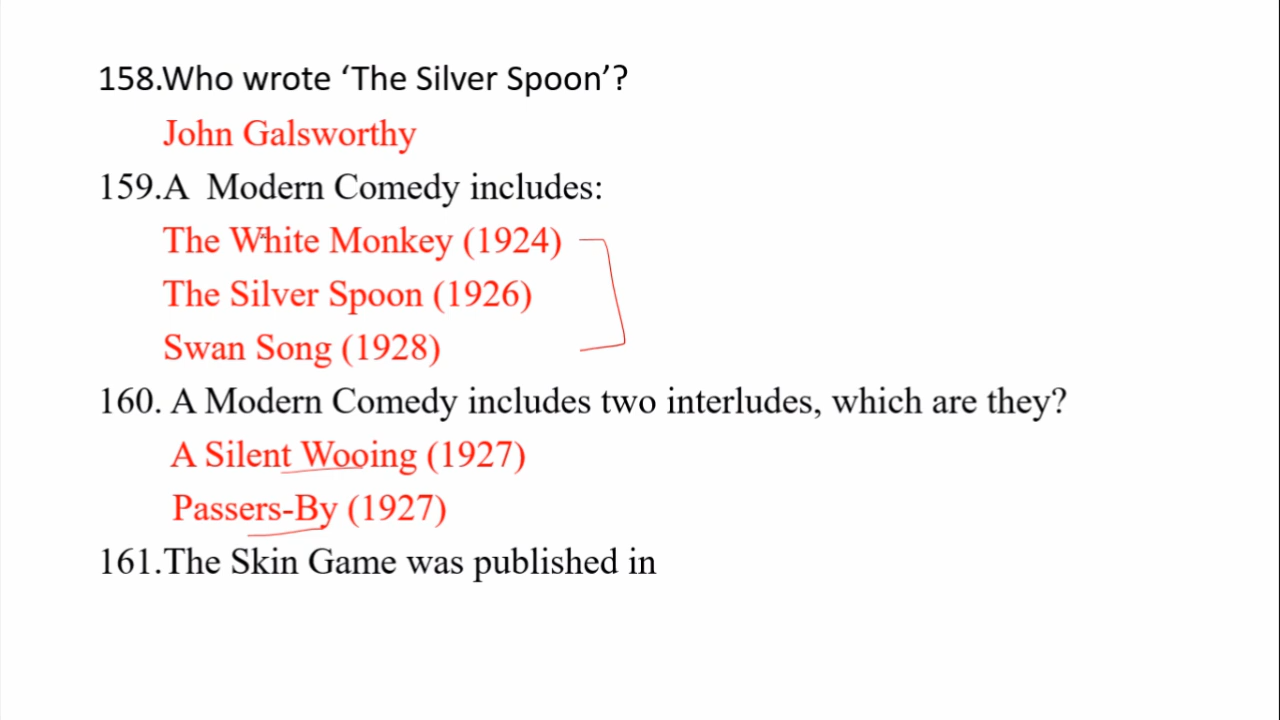 158.Who wrote ‘The Silver Spoon’?
John Galsworthy
159.A  Modern Comedy includes:
The White Monkey (1924)
The Silver Spoon (1926)
Swan Song (1928)
160. A Modern Comedy includes two interludes, which are they?
A Silent Wooing (1927)
Passers-By (1927)
161.The Skin Game was published in